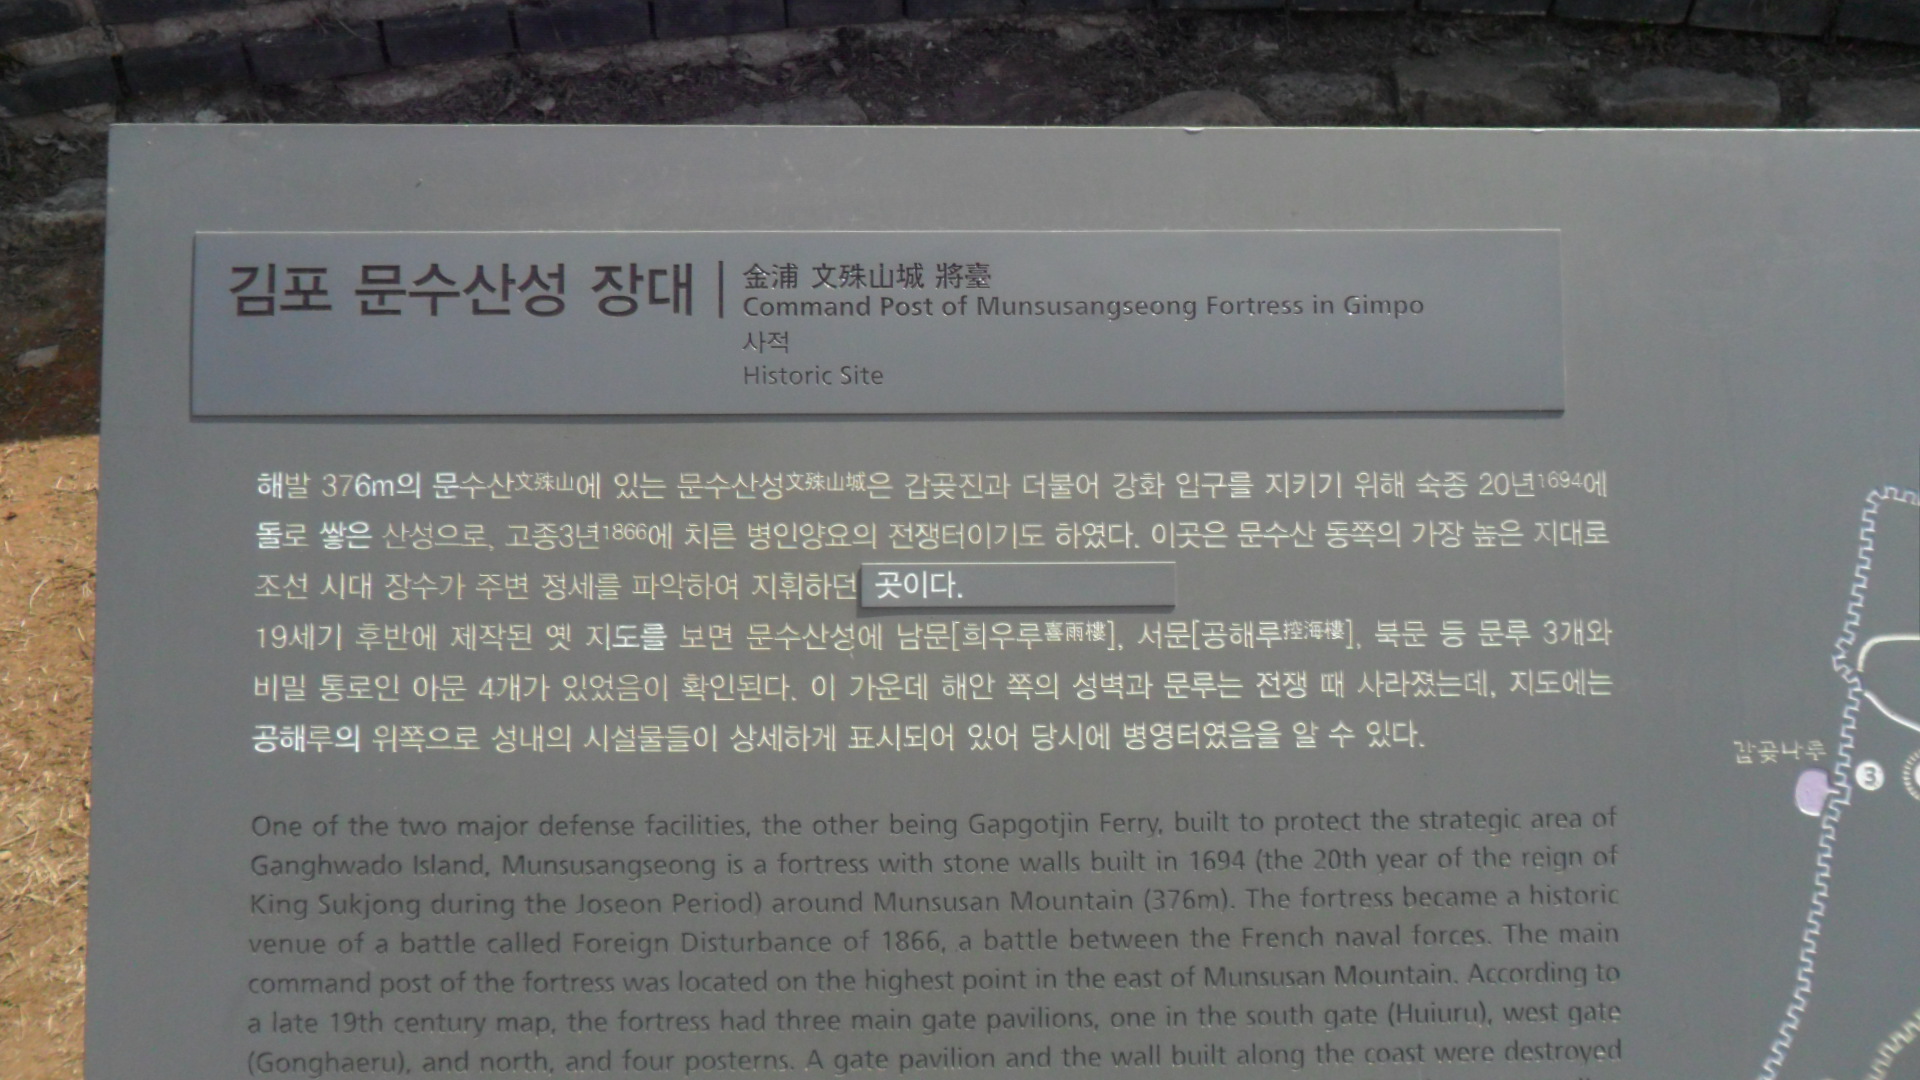 김포 문수산성 장대
金浦 文殊山城 將臺
Command Post of Munsusangseong Fortress in Gimpo
사적
Historic Site
해발 376m의 문수산文殊山에 있는 문수산성文殊山城은 갑곶진과 더불어 강화 입구를 지키기 위해 숙종 20년1694에
돌로 쌓은 산성으로, 고종3년1866에 치른 병인양요의 전쟁터이기도 하였다. 이곳은 문수산 동쪽의 가장 높은 지대로
조선 시대 장수가 주변 정세를 파악하여 지휘하던 곳이다.
19세기 후반에 제작된 옛 지도를 보면 문수산성에 남문[희우루喜雨樓], 서문[공해루控海樓], 북문 등 문루 3개와
비밀 통로인 아문 4개가 있었음이 확인된다. 이 가운데 해안 쪽의 성벽과 문루는 전쟁 때 사라졌는데, 지도에는
공해루의 위쪽으로 성내의 시설물들이 상세하게 표시되어 있어 당시에 병영터였음을 알 수 있다.
One of the two major defense facilities, the other being Gapgotjin Ferry, built to protect the strategic area of
Ganghwado Island, Munsusangseong is a fortress with stone walls built in 1694 (the 20th year of the reign of
King Sukjong during the Joseon Period) around Munsusan Mountain (376m). The fortress became a historic
venue of a battle called Foreign Disturbance of 1866, a battle between the French naval forces. The main
command post of the fortress was located on the highest point in the east of Munsusan Mountain. According to
a late 19th century map, the fortress had three main gate pavilions, one in the south gate (Huiuru), west gate
(Gonghaeru), and north, and four posterns. A gate pavilion and the wall built along the coast were destroyed
갑곶나루
3